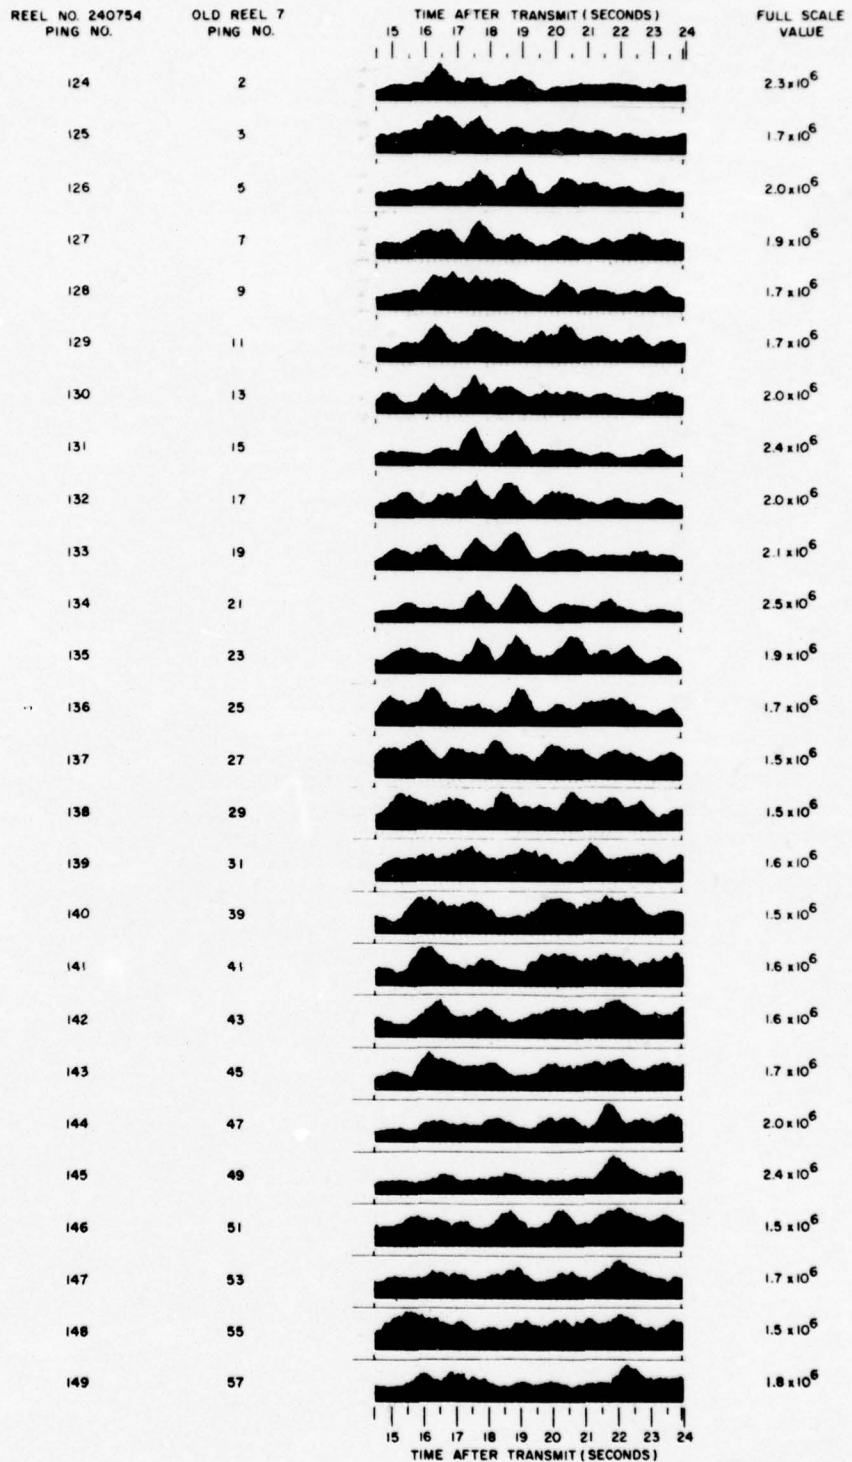 REEL NO. 240754 OLD REEL 7 TIME AFTER TRANSMIT (SECONDS) FULL SCALE
PING NO. PING NO. 15 16 17 18 19 20 21 22 23 24 VALUE
124 2 2.3x10⁶
125 3 1.7x10⁶
126 5 2.0x10⁶
127 7 1.9x10⁶
128 9 1.7x10⁶
129 11 1.7x10⁶
130 13 2.0x10⁶
131 15 2.4x10⁶
132 17 2.0x10⁶
133 19 2.1x10⁶
134 21 2.5x10⁶
135 23 1.9x10⁶
136 25 1.7x10⁶
137 27 1.5x10⁶
138 29 1.5x10⁶
139 31 1.6x10⁶
140 39 1.5x10⁶
141 41 1.6x10⁶
142 43 1.6x10⁶
143 45 1.7x10⁶
144 47 2.0x10⁶
145 49 2.4x10⁶
146 51 1.5x10⁶
147 53 1.7x10⁶
148 55 1.5x10⁶
149 57 1.8x10⁶
15 16 17 18 19 20 21 22 23 24
TIME AFTER TRANSMIT (SECONDS)